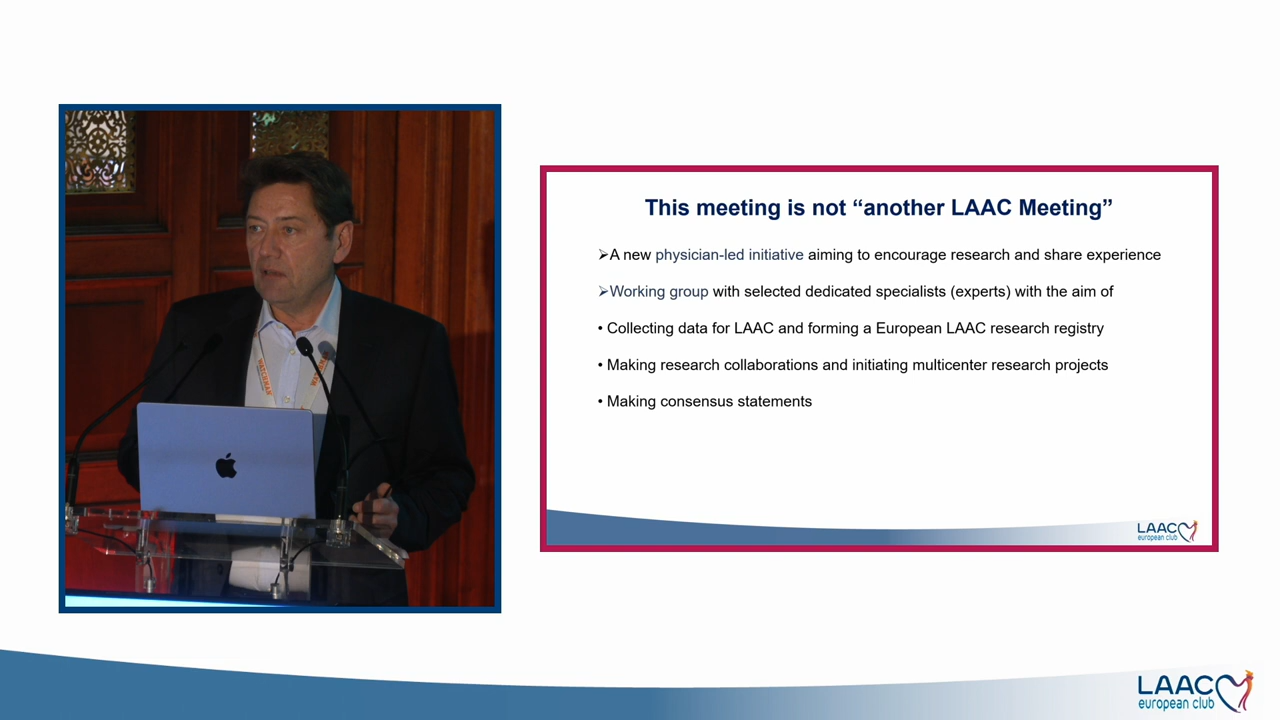 WATCHMAN
This meeting is not “another LAAC Meeting”
➢A new physician-led initiative aiming to encourage research and share experience
➢Working group with selected dedicated specialists (experts) with the aim of
• Collecting data for LAAC and forming a European LAAC research registry
• Making research collaborations and initiating multicenter research projects
• Making consensus statements
LAAC
european club
LAAC
european club